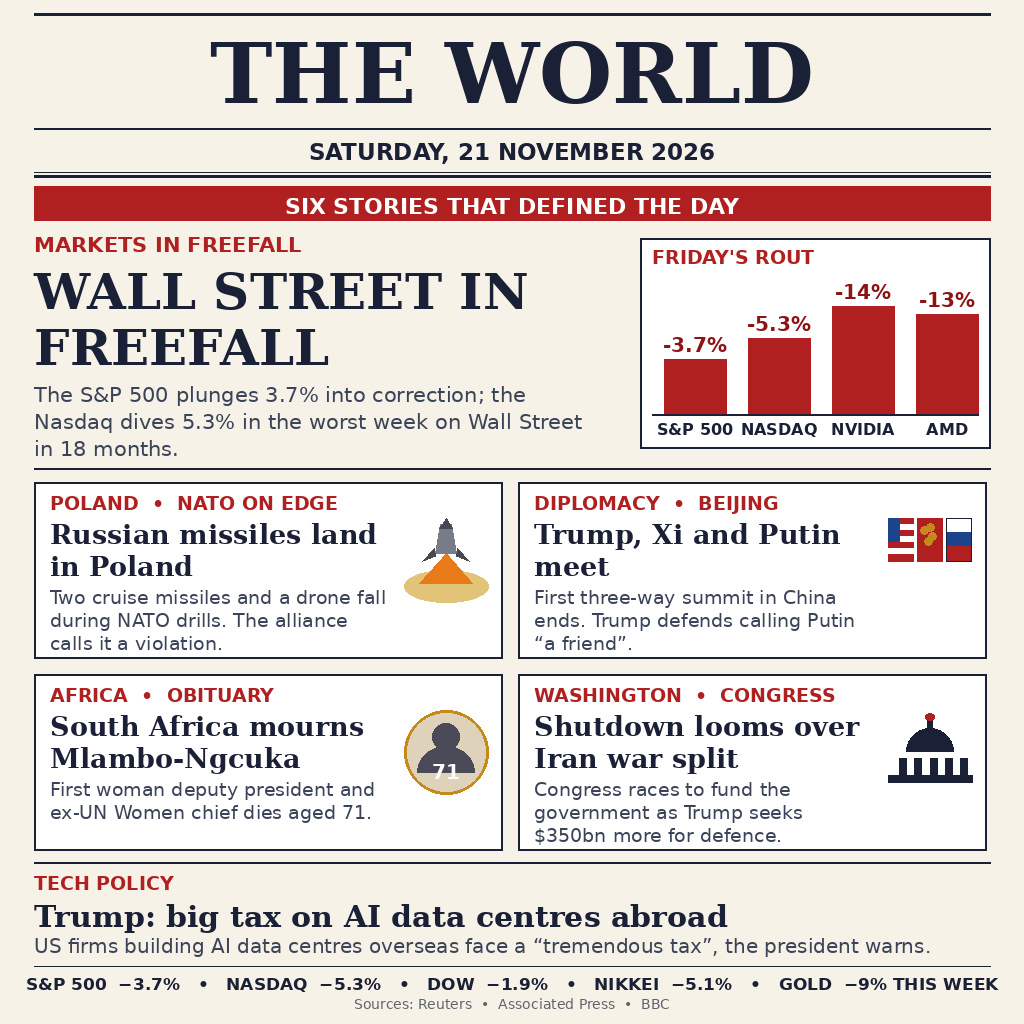 THE WORLD
SATURDAY, 21 NOVEMBER 2026
SIX STORIES THAT DEFINED THE DAY
MARKETS IN FREEFALL
WALL STREET IN
FREEFALL
The S&P 500 plunges 3.7% into correction; the
Nasdaq dives 5.3% in the worst week on Wall Street
in 18 months.
FRIDAY'S ROUT
-3.7% -5.3% -14% -13%
S&P 500 NASDAQ NVIDIA AMD
POLAND • NATO ON EDGE
Russian missiles land
in Poland
Two cruise missiles and a drone fall
during NATO drills. The alliance
calls it a violation.
DIPLOMACY • BEIJING
Trump, Xi and Putin
meet
First three-way summit in China
ends. Trump defends calling Putin
“a friend”.
AFRICA • OBITUARY
South Africa mourns
Mlambo-Ngcuka
First woman deputy president and
ex-UN Women chief dies aged 71.
71
WASHINGTON • CONGRESS
Shutdown looms over
Iran war split
Congress races to fund the
government as Trump seeks
$350bn more for defence.
TECH POLICY
Trump: big tax on AI data centres abroad
US firms building AI data centres overseas face a “tremendous tax”, the president warns.
S&P 500 −3.7% • NASDAQ −5.3% • DOW −1.9% • NIKKEI −5.1% • GOLD −9% THIS WEEK
Sources: Reuters • Associated Press • BBC